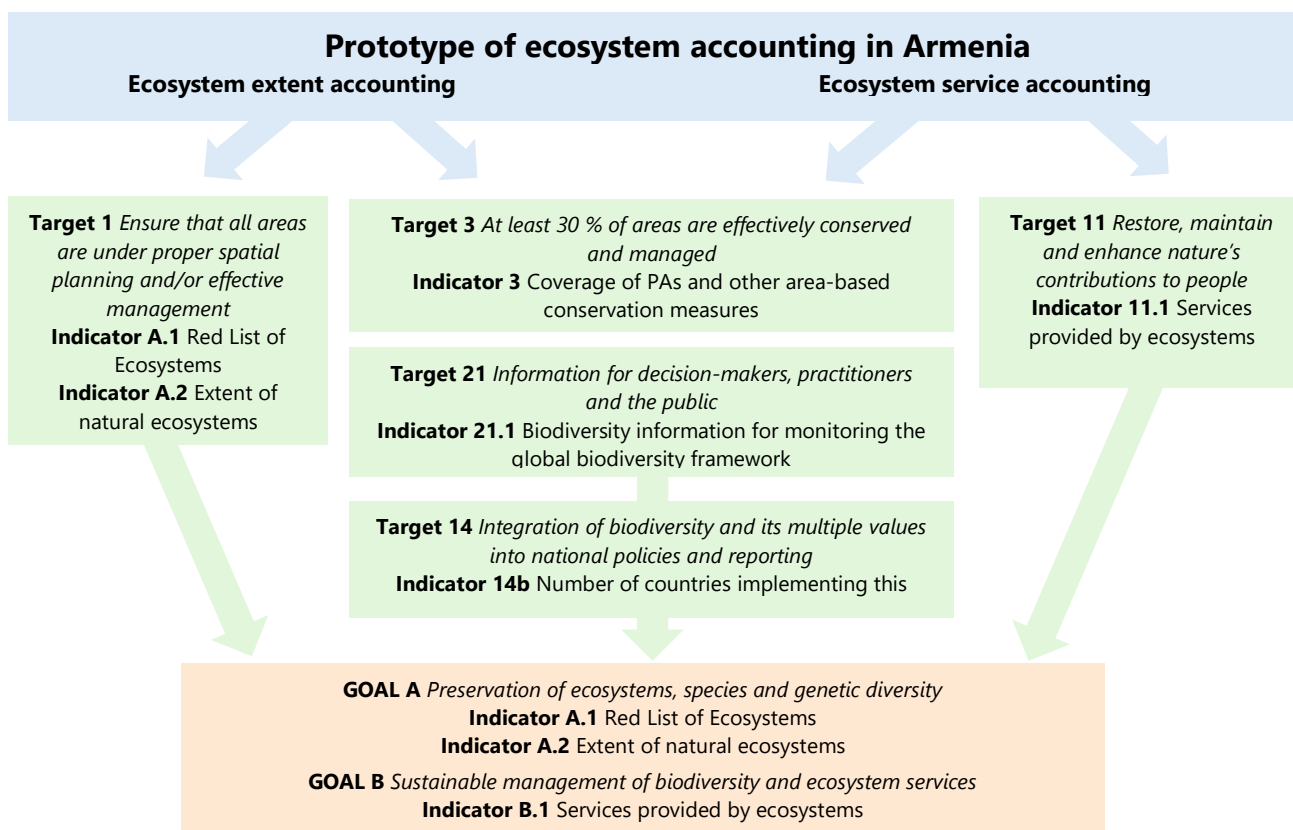 Prototype of ecosystem accounting in Armenia
Ecosystem extent accounting
Ecosystem service accounting
Target 1 Ensure that all areas
are under proper spatial
planning and/or effective
management
Indicator A.1 Red List of
Ecosystems
Indicator A.2 Extent of
natural ecosystems
Target 3 At least 30 % of areas are effectively conserved
and managed
Indicator 3 Coverage of PAs and other area-based
conservation measures
Target 21 Information for decision-makers, practitioners
and the public
Indicator 21.1 Biodiversity information for monitoring the
global biodiversity framework
Target 14 Integration of biodiversity and its multiple values
into national policies and reporting
Indicator 14b Number of countries implementing this
Target 11 Restore, maintain
and enhance nature's
contributions to people
Indicator 11.1 Services
provided by ecosystems
GOAL A Preservation of ecosystems, species and genetic diversity
Indicator A.1 Red List of Ecosystems
Indicator A.2 Extent of natural ecosystems
GOAL B Sustainable management of biodiversity and ecosystem services
Indicator B.1 Services provided by ecosystems